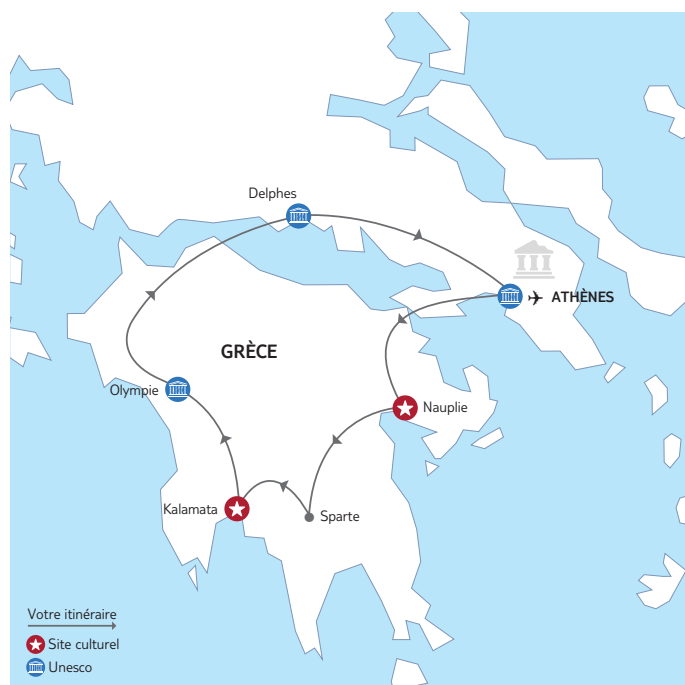 Delphes
ATHÈNES
GRÈCE
Olympie
Nauplie
Kalamata
Sparte
Votre itinéraire
Site culturel
Unesco